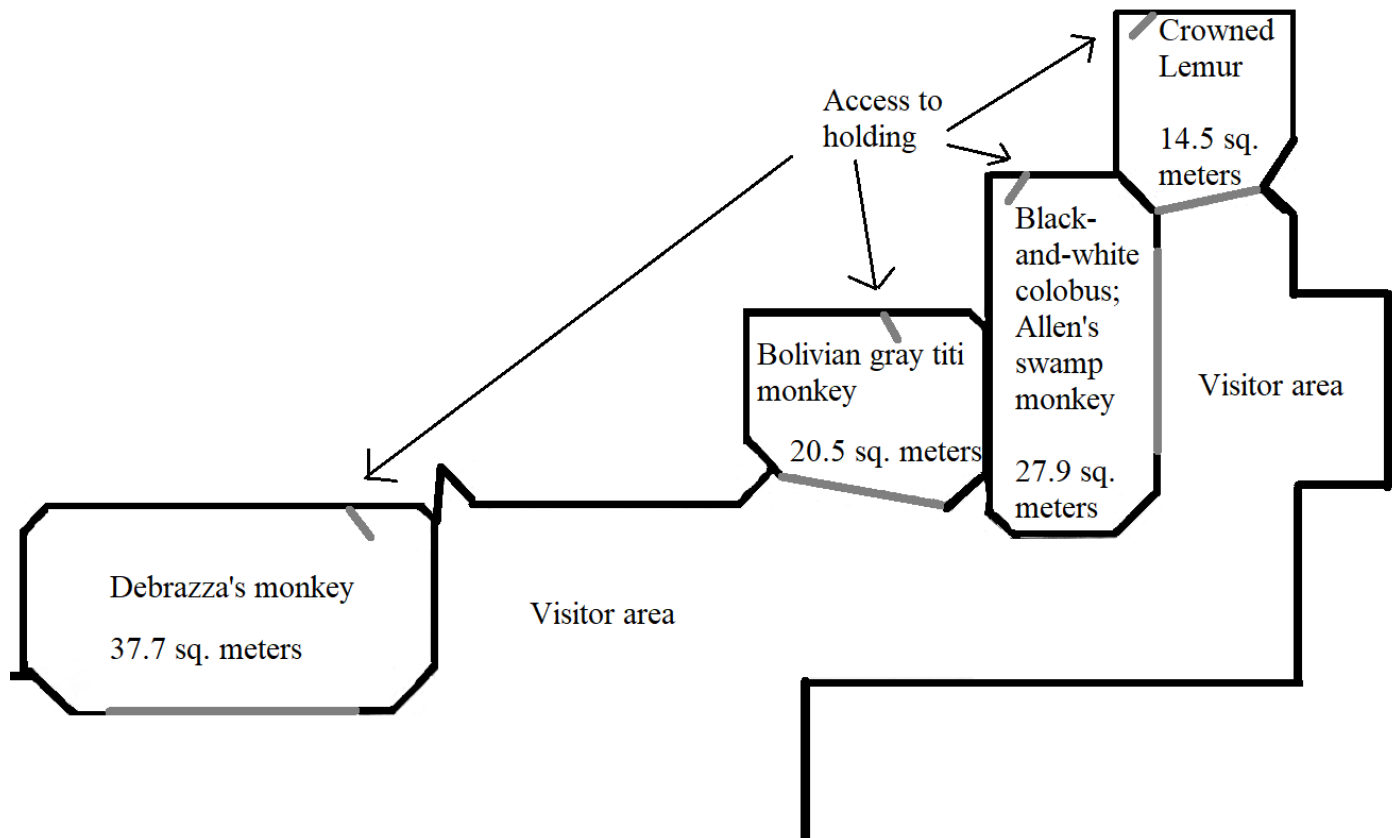 Crowned
Lemur
14.5 sq.
meters
Access to
holding
Black-
and-white
colobus;
Allen's
swamp
monkey
27.9 sq.
meters
Bolivian gray titi
monkey
20.5 sq. meters
Visitor area
Debrazza's monkey
37.7 sq. meters
Visitor area